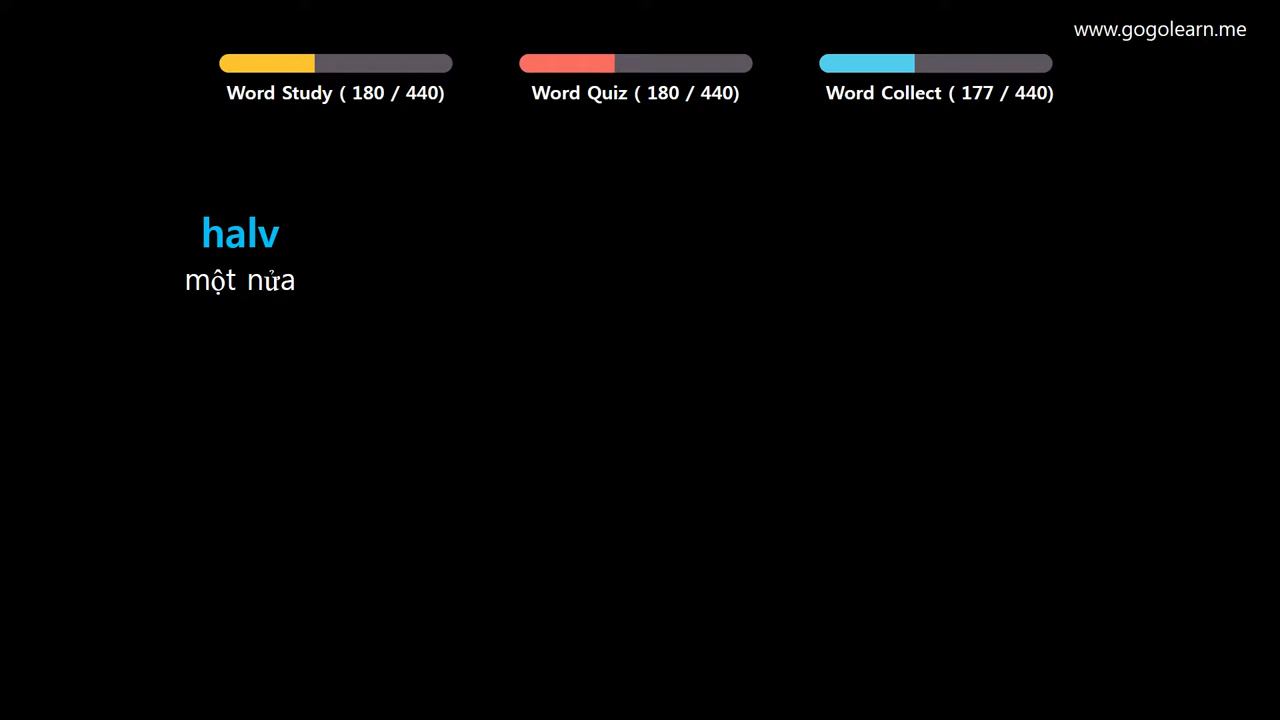 www.gogolearn.me
Word Study ( 180 / 440)
Word Quiz ( 180 / 440)
Word Collect ( 177 / 440)
halv
một nửa